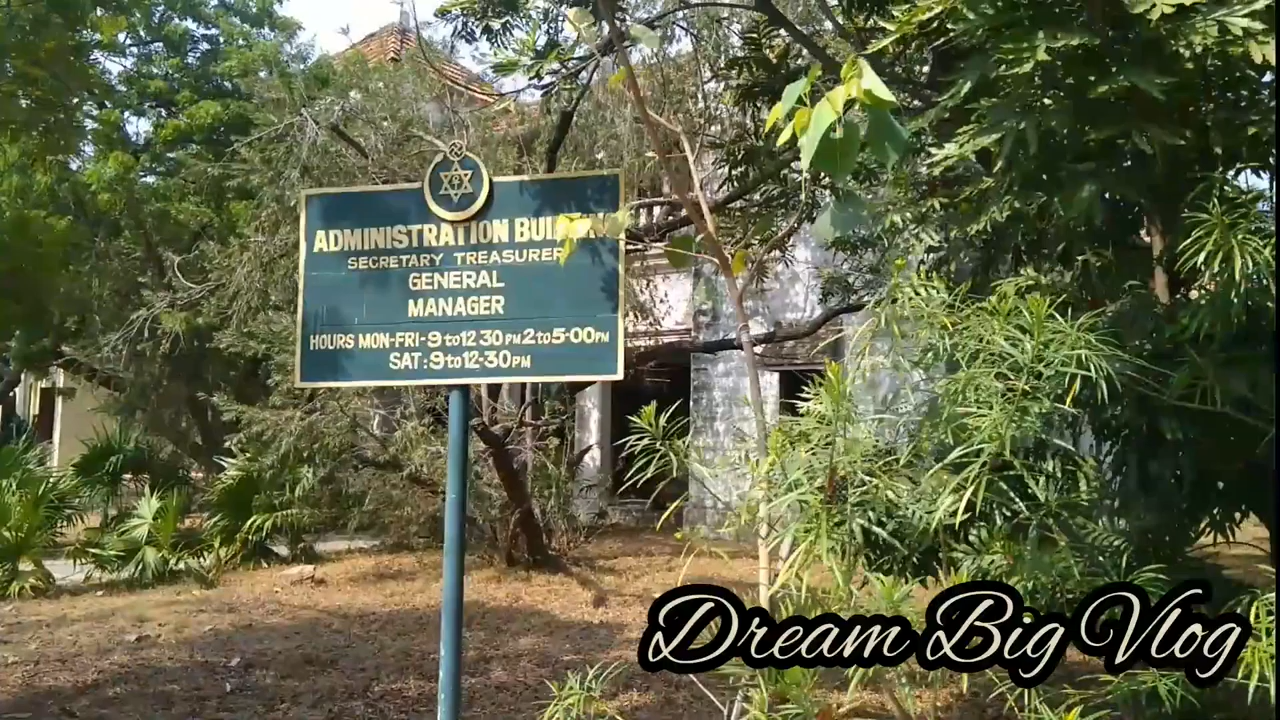 ADMINISTRATION
SECRETARY TREASURER
GENERAL
MANAGER
HOURS MON-FRI-9 to 12 30 PM 2 to 5-00 PM
SAT : 9 to 12-30 PM
Dream Big Vlog